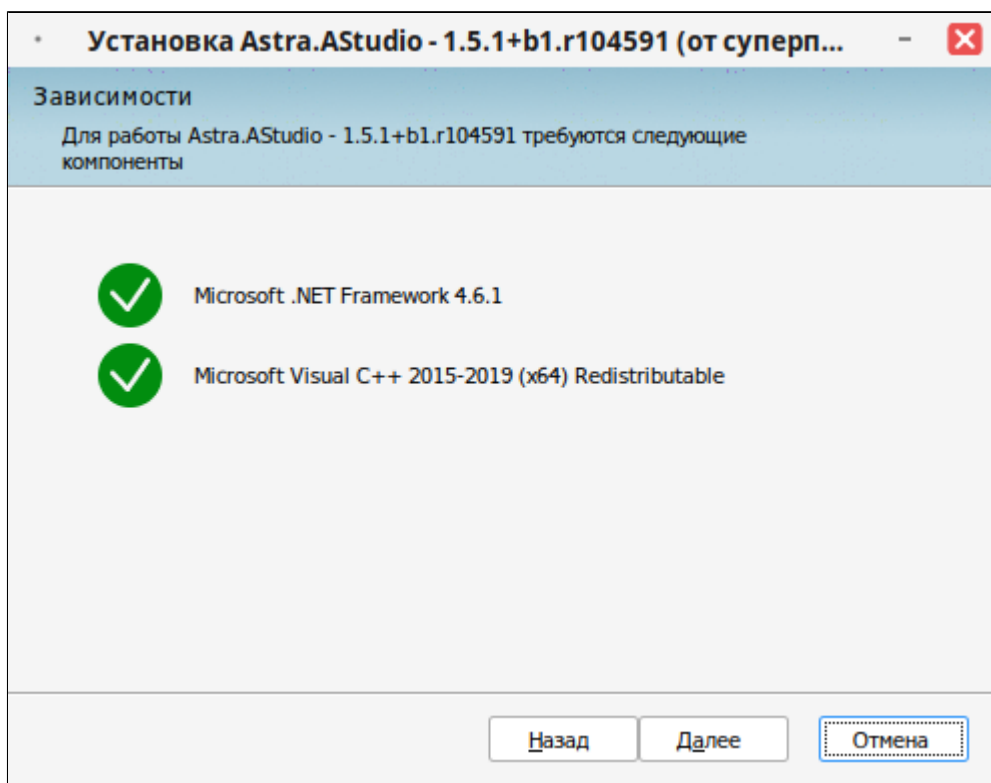 Установка Astra.AStudio - 1.5.1+b1.r104591 (от суперп...
Зависимости
Для работы Astra.AStudio - 1.5.1+b1.r104591 требуются следующие
компоненты
Microsoft .NET Framework 4.6.1
Microsoft Visual C++ 2015-2019 (x64) Redistributable
Назад Далее Отмена